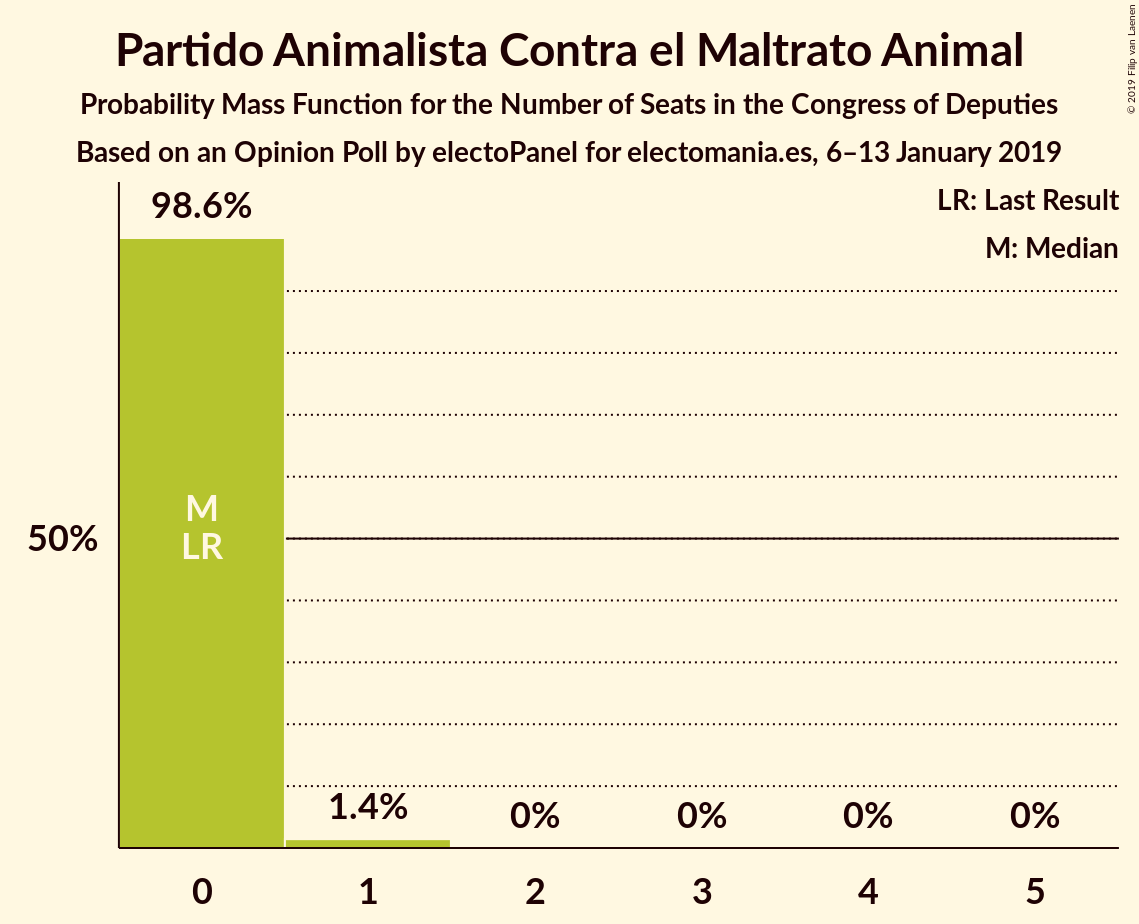 Partido Animalista Contra el Maltrato Animal
Probability Mass Function for the Number of Seats in the Congress of Deputies
Based on an Opinion Poll by electoPanel for electomania.es, 6–13 January 2019
© 2019 Filip van Laenen
LR: Last Result
M: Median
98.6%
M
LR
50%
1.4%
0%
0%
0%
0%
0
1
2
3
4
5